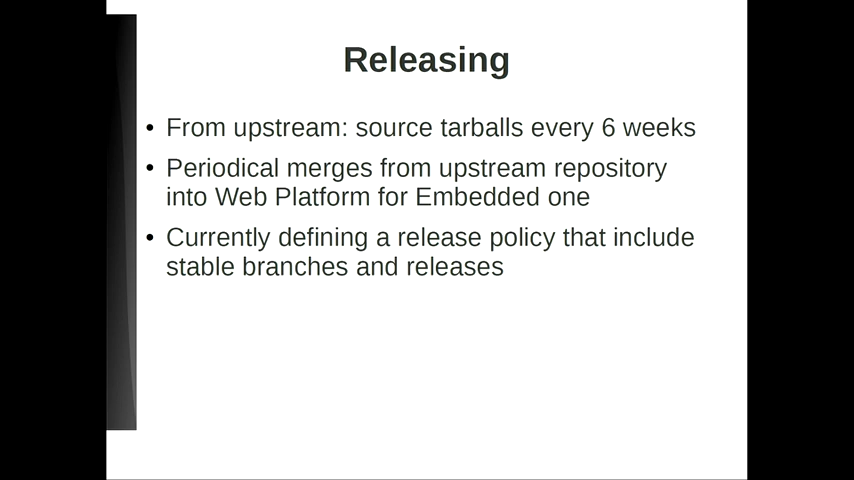 Releasing
• From upstream: source tarballs every 6 weeks
• Periodical merges from upstream repository
into Web Platform for Embedded one
• Currently defining a release policy that include
stable branches and releases